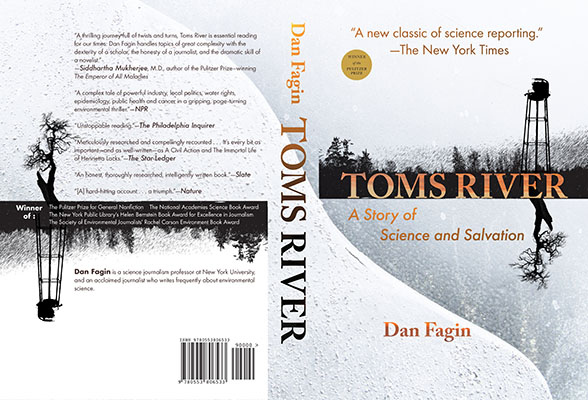 "A thrilling journey full of twists and turns, Toms River is essential reading
for our times. Dan Fagin handles topics of great complexity with the
dexterity of a scholar, the honesty of a journalist, and the dramatic skill of
a novelist."
—Siddhartha Mukherjee, M.D., author of the Pulitzer Prize-winning
The Emperor of All Maladies
"A complex tale of powerful industry, local politics, water rights,
epidemiology, public health and cancer in a gripping, page-turning
environmental thriller."—NPR
"Unstoppable reading."—The Philadelphia Inquirer
"Meticulously researched and compellingly recounted . . . It's every bit as
important—and as well-written—as A Civil Action and The Immortal Life
of Henrietta Lacks."—The Star-Ledger
"An honest, thoroughly researched, intelligently written book."—Slate
"[A] hard-hitting account . . . a triumph."—Nature
Winner
of :
The Pulitzer Prize for General Nonfiction The National Academies Science Book Award
The New York Public Library's Helen Bernstein Book Award for Excellence in Journalism
The Society of Environmental Journalists' Rachel Carson Environment Book Award
Dan Fagin is a science journalism professor at New York University,
and an acclaimed journalist who writes frequently about environmental
science.
ISBN 9780553806533
90000 >
9 780553 806533
Dan Fagin
TOMS RIVER
"A new classic of science reporting."
—The New York Times
WINNER
of the
PULITZER
PRIZE
TOMS RIVER
A Story of
Science and Salvation
Dan Fagin